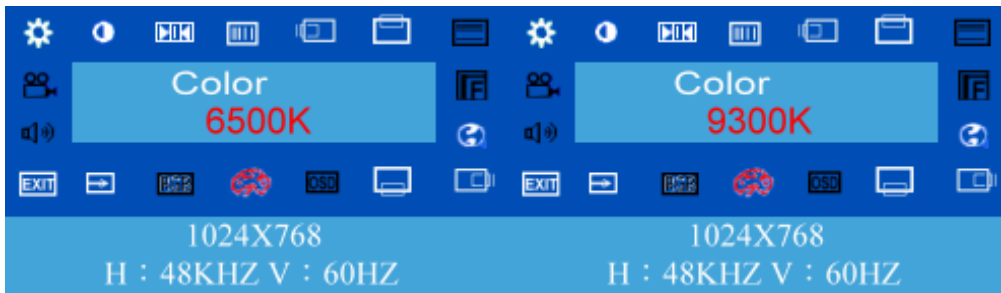 Color
6500K
EXIT
OSD
1024X768
H：48KHZ V：60HZ
Color
9300K
EXIT
OSD
1024X768
H：48KHZ V：60HZ